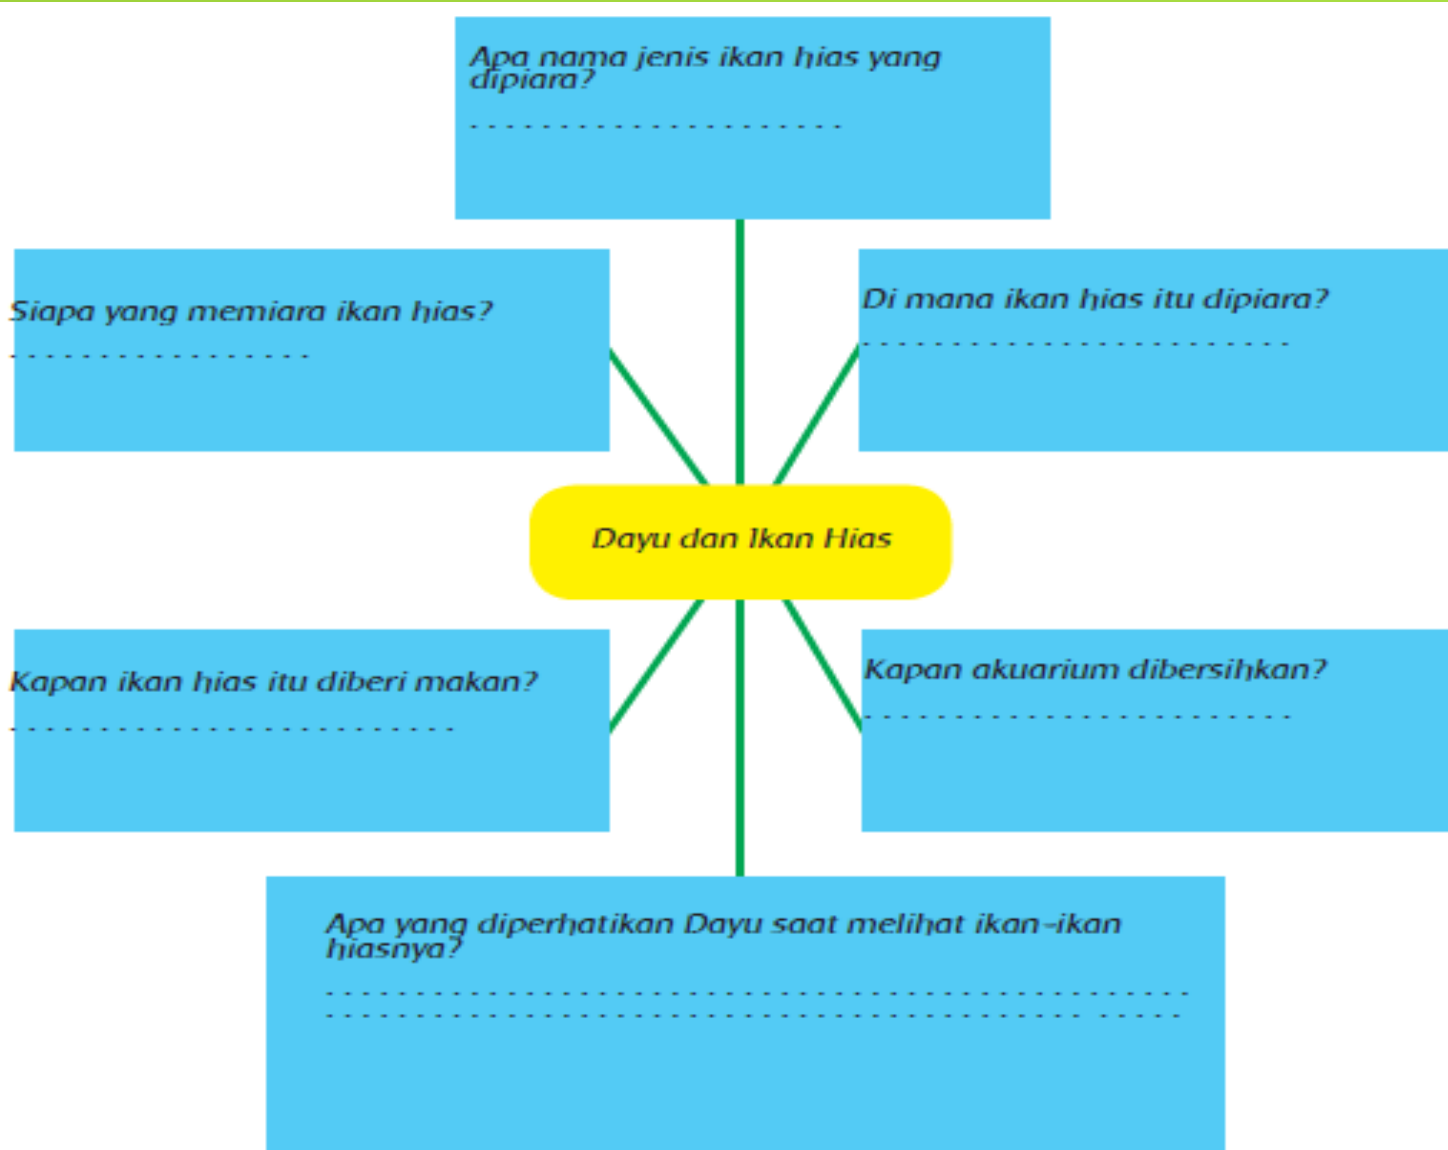 Apa nama jenis ikan hias yang
dipiara?
Siapa yang memiara ikan hias?
Di mana ikan hias itu dipiara?
Dayu dan Ikan Hias
Kapan ikan hias itu diberi makan?
Kapan akuarium dibersihkan?
Apa yang diperhatikan Dayu saat melihat ikan-ikan
hiasnya?